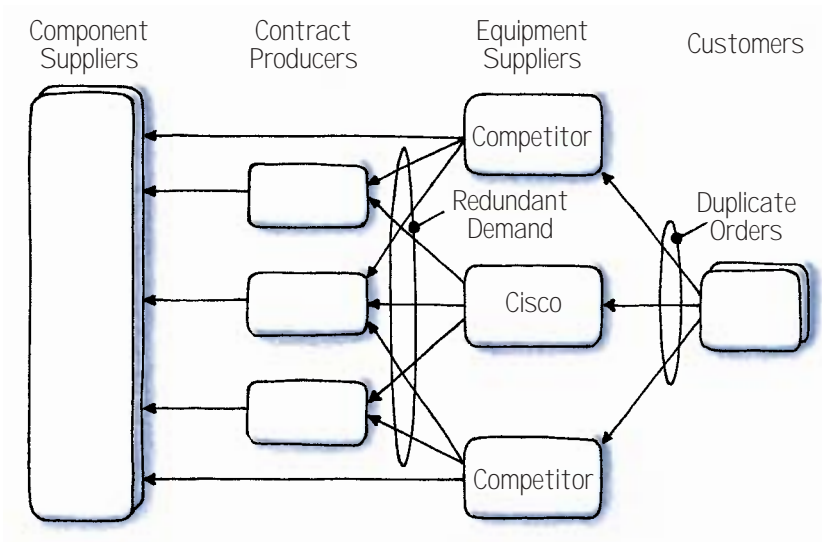 Component
Suppliers
Contract
Producers
Equipment
Suppliers
Customers
Competitor
Redundant
Demand
Duplicate
Orders
Cisco
Competitor